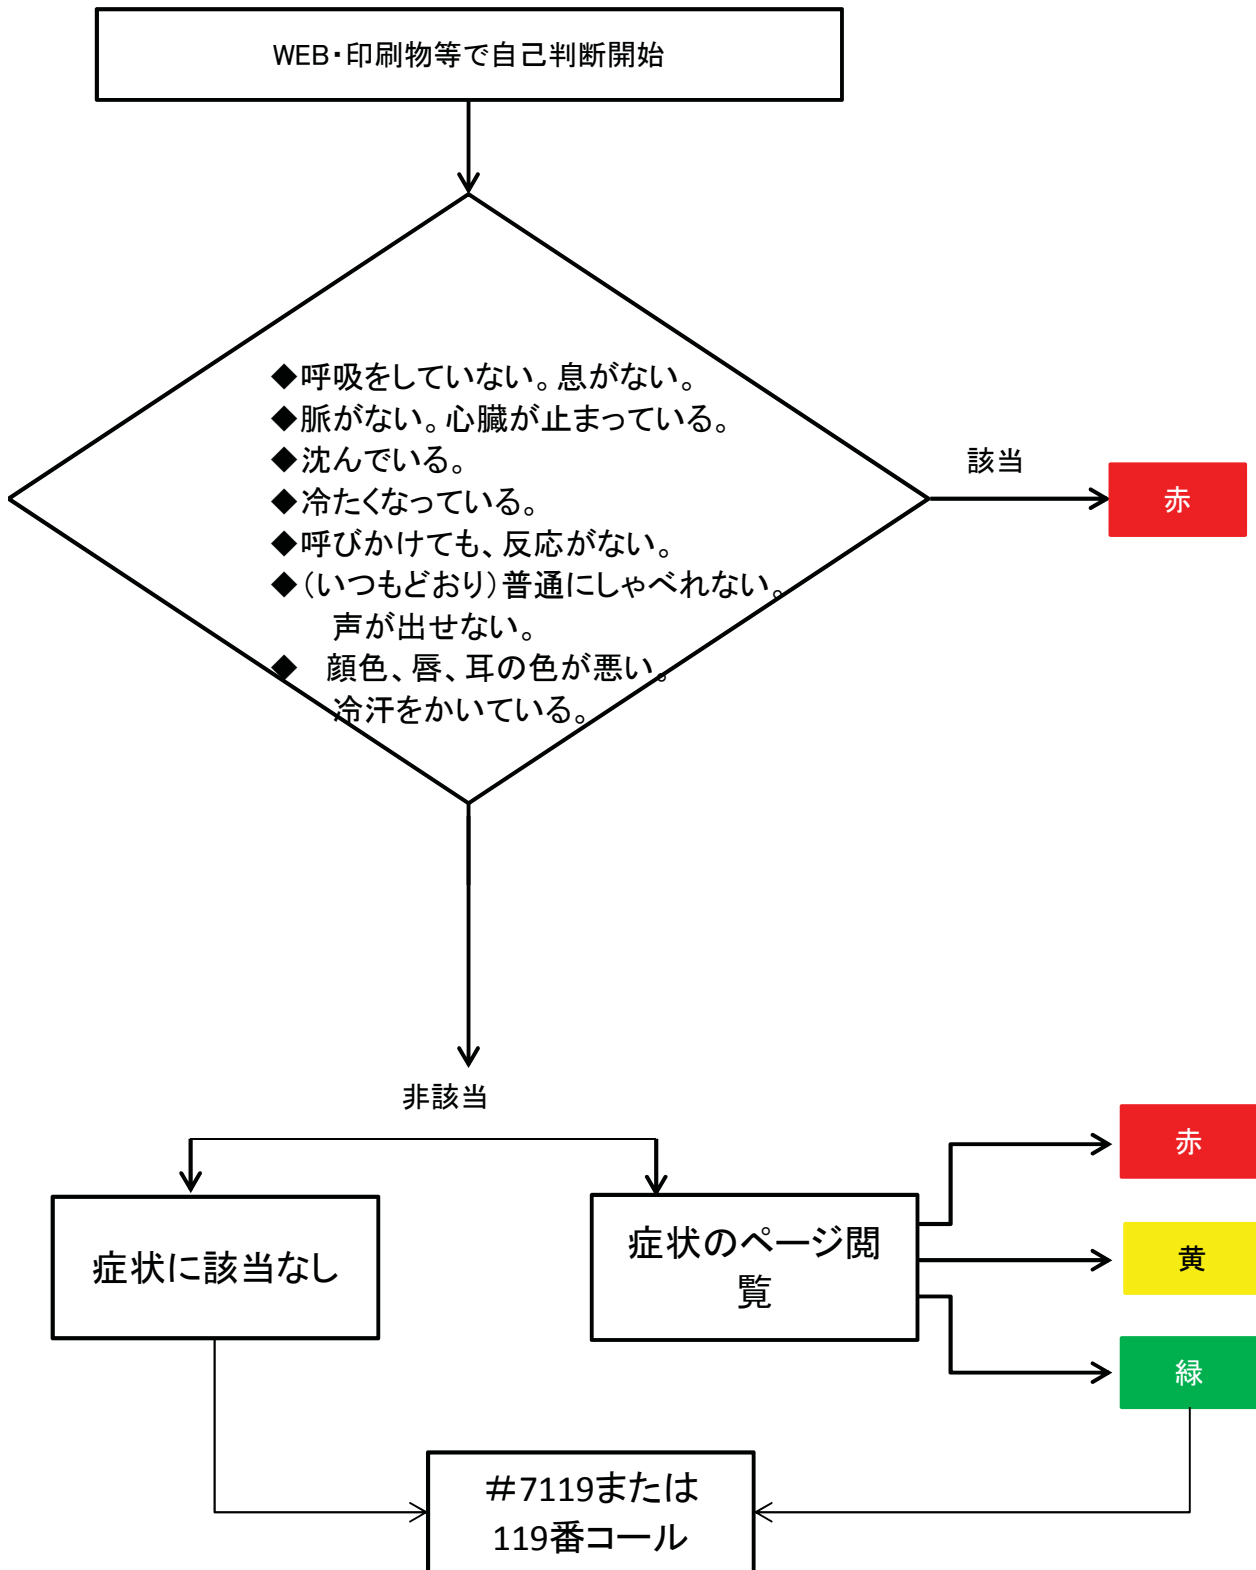 WEB・印刷物等で自己判断開始
◆呼吸をしていない。息がない。
◆脈がない。心臓が止まっている。
◆沈んでいる。
◆冷たくなっている。
◆呼びかけても、反応がない。
◆（いつもどおり）普通にしゃべれない。
声が出せない。
◆ 顔色、唇、耳の色が悪い。
冷汗をかいている。
該当
赤
非該当
症状に該当なし
症状のページ閲
覧
赤
黄
緑
＃7119または
119番コール